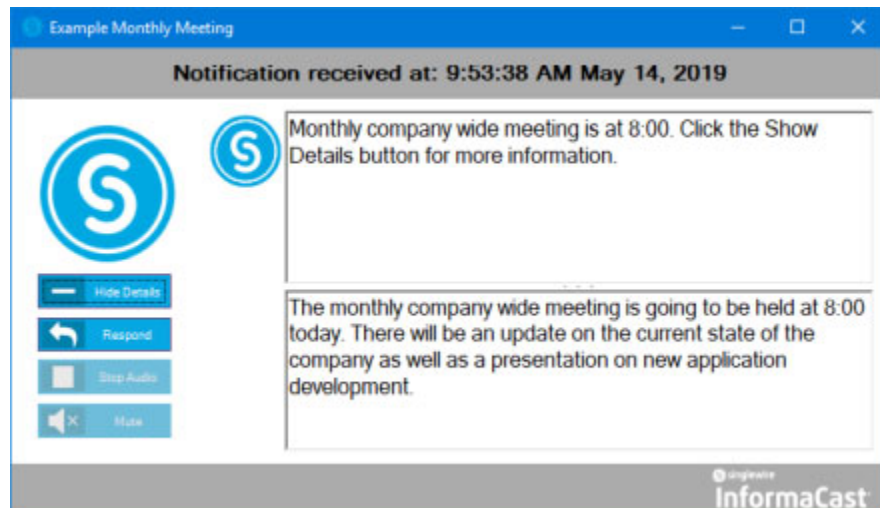 Example Monthly Meeting
Notification received at: 9:53:38 AM May 14, 2019
Monthly company wide meeting is at 8:00. Click the Show
Details button for more information.
Hide Details
Respond
Stop Audio
Mute
The monthly company wide meeting is going to be held at 8:00
today. There will be an update on the current state of the
company as well as a presentation on new application
development.
singlewire
InformaCast